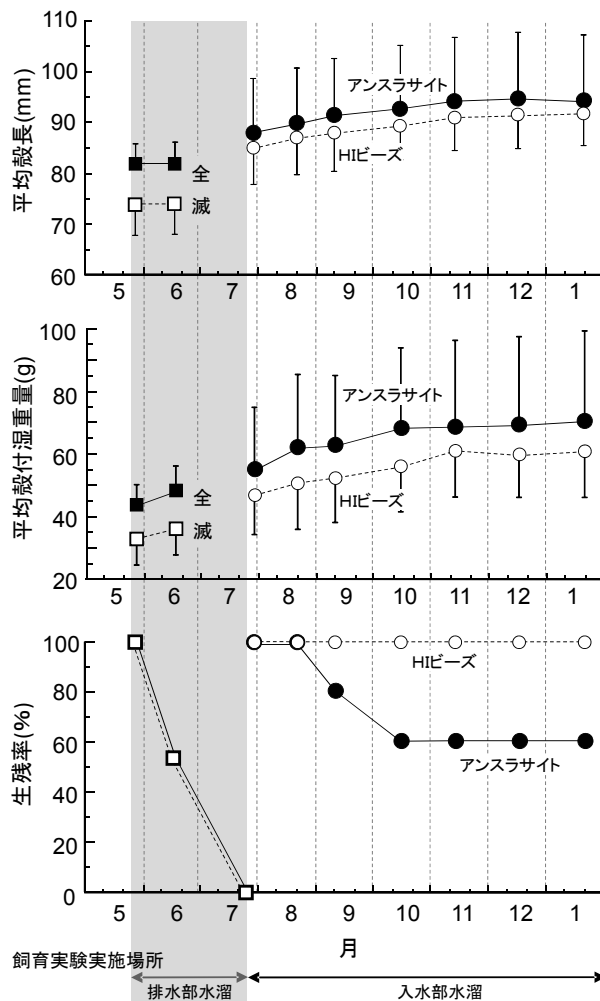 平均殻長(mm)
110
100
90
80
70
60
アンスラサイト
HIビーズ
全
滅
5 6 7 8 9 10 11 12 1
平均殻付湿重量(g)
100
80
60
40
20
アンスラサイト
HIビーズ
全
滅
5 6 7 8 9 10 11 12 1
生残率(%)
100
80
60
40
20
0
HIビーズ
アンスラサイト
5 6 7 8 9 10 11 12 1
月
飼育実験実施場所
排水部水溜 入水部水溜